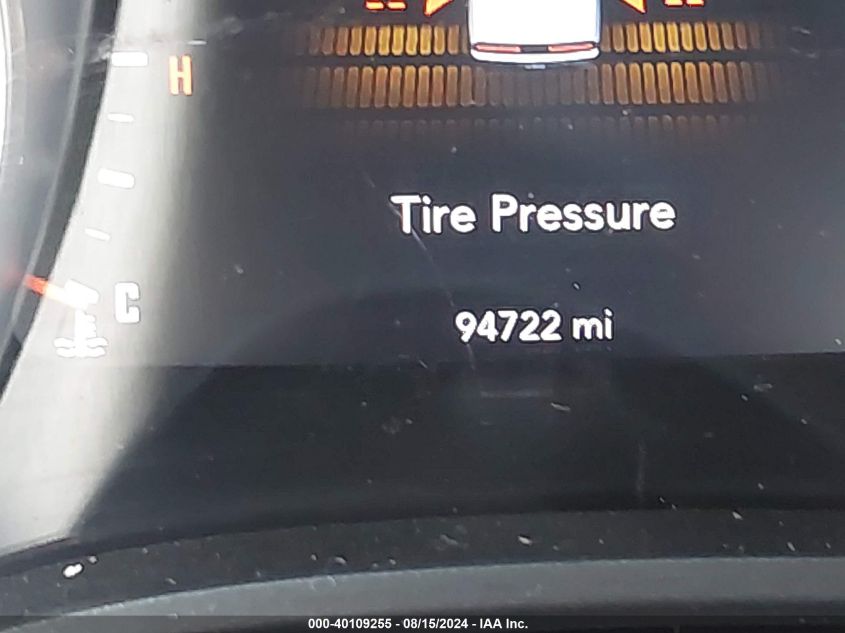 H
Tire Pressure
C
94722 mi
000-40109255 - 08/15/2024 - IAA Inc.